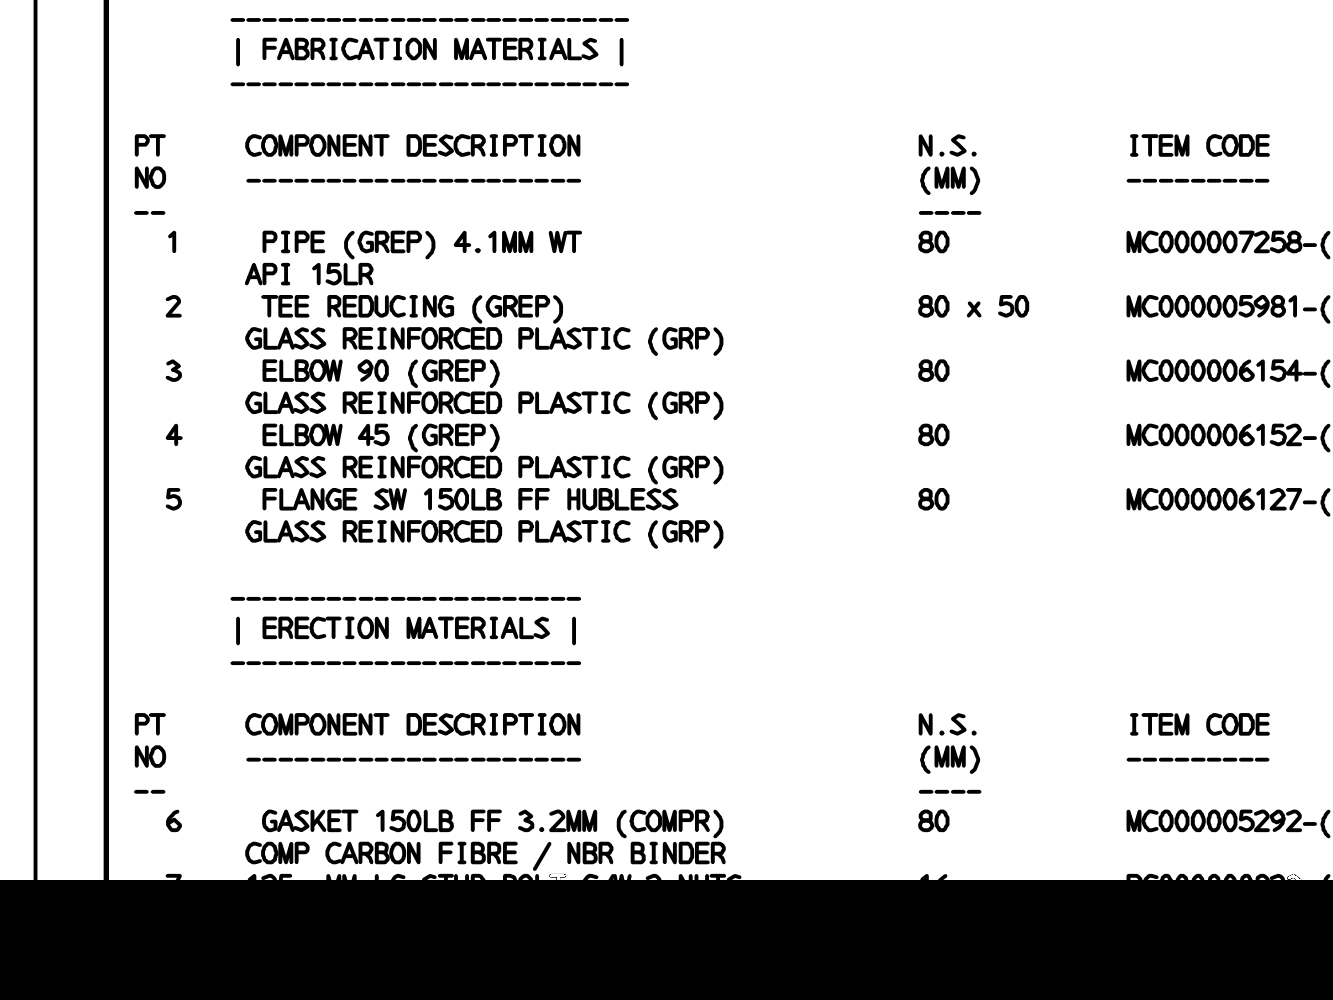 ------------------------
| FABRICATION MATERIALS |
------------------------
PT COMPONENT DESCRIPTION N.S. ITEM CODE
NO --------------------- (MM) ---------
-- ----
1 PIPE (GREP) 4.1MM WT 80 MC000007258-(
API 15LR
2 TEE REDUCING (GREP) 80 x 50 MC000005981-(
GLASS REINFORCED PLASTIC (GRP)
3 ELBOW 90 (GREP) 80 MC000006154-(
GLASS REINFORCED PLASTIC (GRP)
4 ELBOW 45 (GREP) 80 MC000006152-(
GLASS REINFORCED PLASTIC (GRP)
5 FLANGE SW 150LB FF HUBLESS 80 MC000006127-(
GLASS REINFORCED PLASTIC (GRP)
----------------------
| ERECTION MATERIALS |
----------------------
PT COMPONENT DESCRIPTION N.S. ITEM CODE
NO --------------------- (MM) ---------
-- ----
6 GASKET 150LB FF 3.2MM (COMPR) 80 MC000005292-(
COMP CARBON FIBRE / NBR BINDER